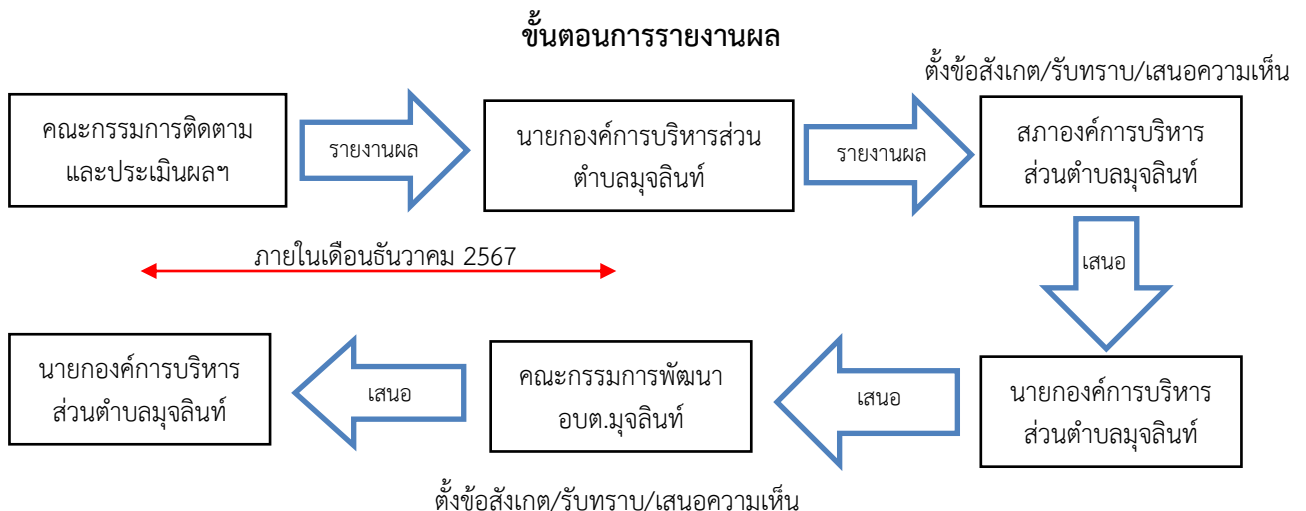 ขั้นตอนการรายงานผล
ตั้งข้อสังเกต/รับทราบ/เสนอความเห็น
คณะกรรมการติดตาม
และประเมินผลฯ
รายงานผล
นายกองค์การบริหารส่วน
ตำบลมุจลินท์
รายงานผล
สภาองค์การบริหาร
ส่วนตำบลมุจลินท์
ภายในเดือนธันวาคม 2567
เสนอ
นายกองค์การบริหาร
ส่วนตำบลมุจลินท์
เสนอ
คณะกรรมการพัฒนา
อบต.มุจลินท์
เสนอ
นายกองค์การบริหาร
ส่วนตำบลมุจลินท์
ตั้งข้อสังเกต/รับทราบ/เสนอความเห็น